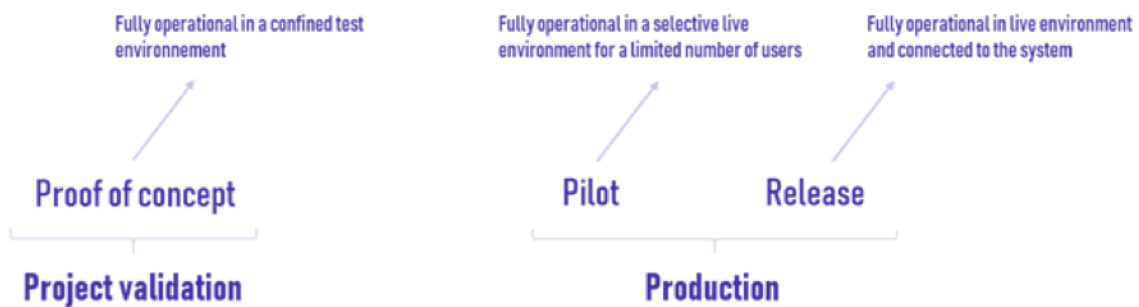 Fully operational in a confined test
environnement
Fully operational in a selective live
environment for a limited number of users
Fully operational in live environment
and connected to the system
Proof of concept
Pilot
Release
Project validation
Production